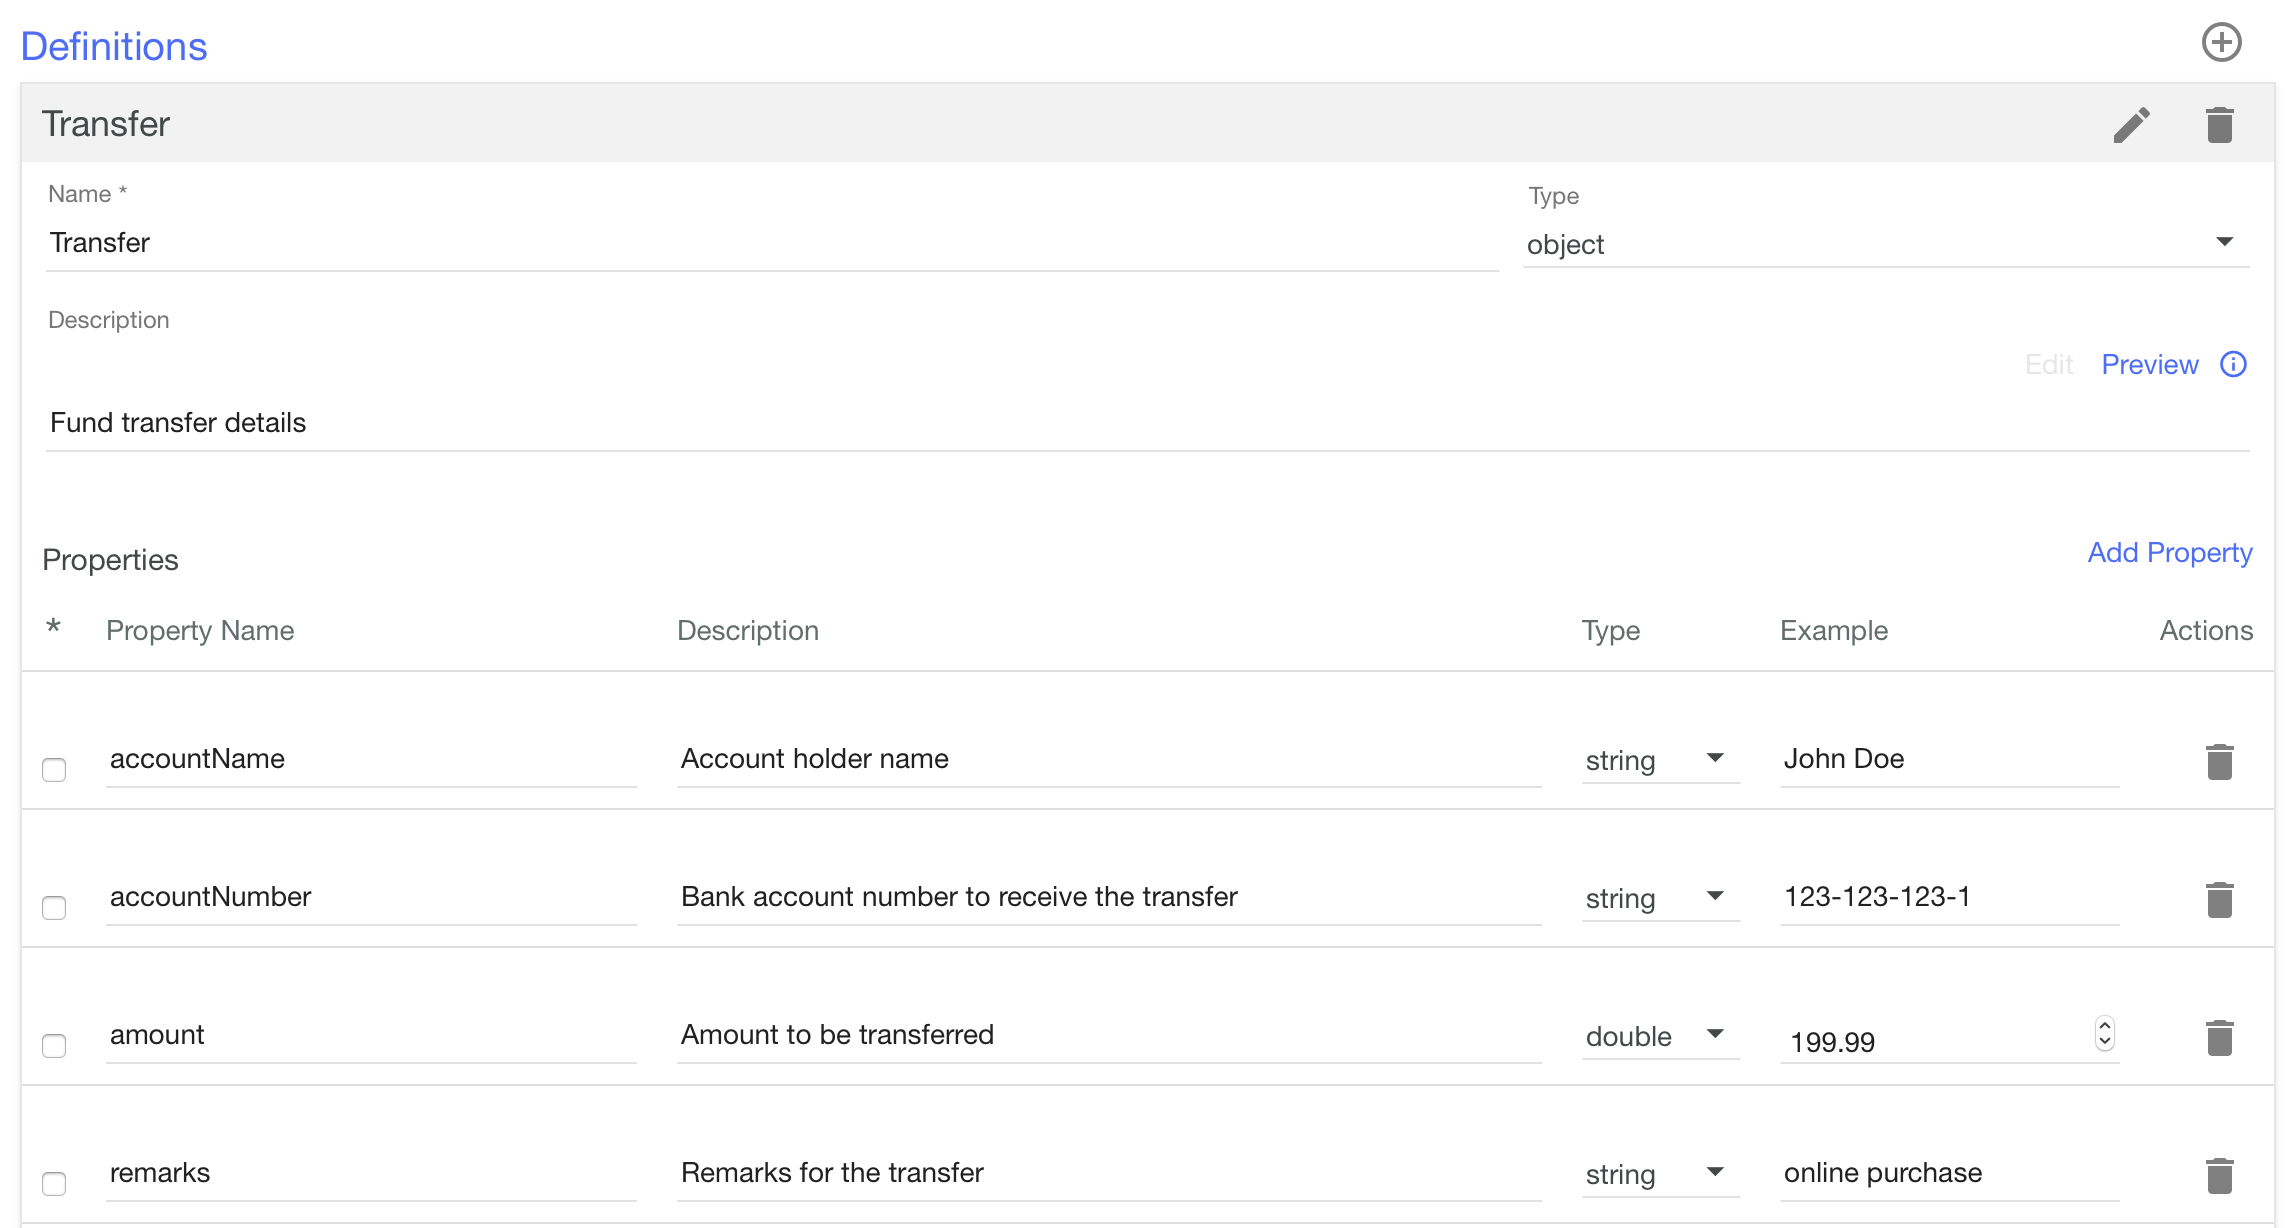 Definitions
Transfer
Name *
Type
Transfer
object
Description
Edit Preview
Fund transfer details
Properties
Add Property
* Property Name Description Type Example Actions
accountName Account holder name string John Doe
accountNumber Bank account number to receive the transfer string 123-123-123-1
amount Amount to be transferred double 199.99
remarks Remarks for the transfer string online purchase